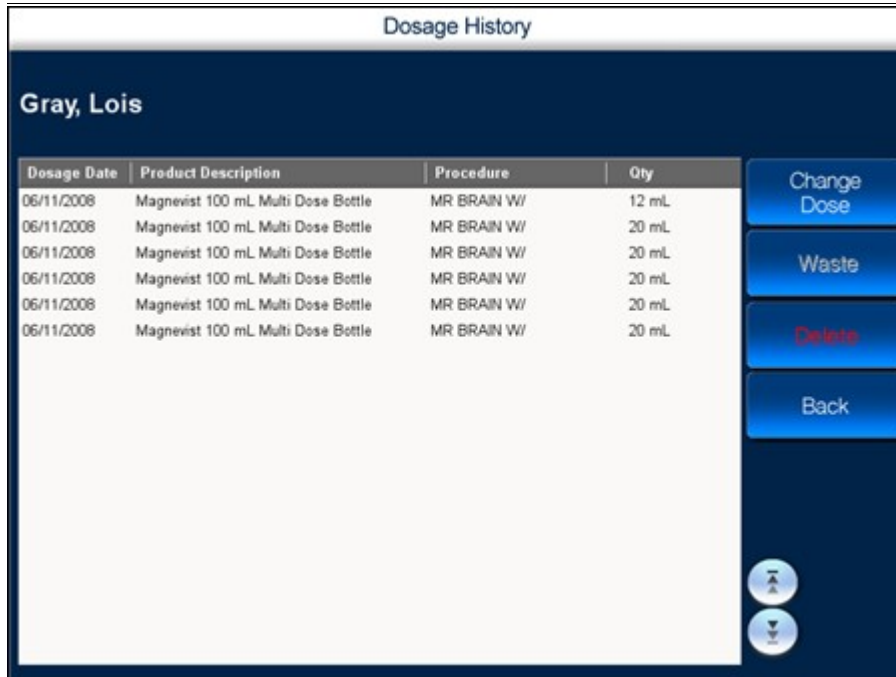 Dosage History
Gray, Lois
Dosage Date Product Description Procedure Qty
06/11/2008 Magnevist 100 mL Multi Dose Bottle MR BRAIN W/ 12 mL
06/11/2008 Magnevist 100 mL Multi Dose Bottle MR BRAIN W/ 20 mL
06/11/2008 Magnevist 100 mL Multi Dose Bottle MR BRAIN W/ 20 mL
06/11/2008 Magnevist 100 mL Multi Dose Bottle MR BRAIN W/ 20 mL
06/11/2008 Magnevist 100 mL Multi Dose Bottle MR BRAIN W/ 20 mL
06/11/2008 Magnevist 100 mL Multi Dose Bottle MR BRAIN W/ 20 mL
Change
Dose
Waste
Delete
Back